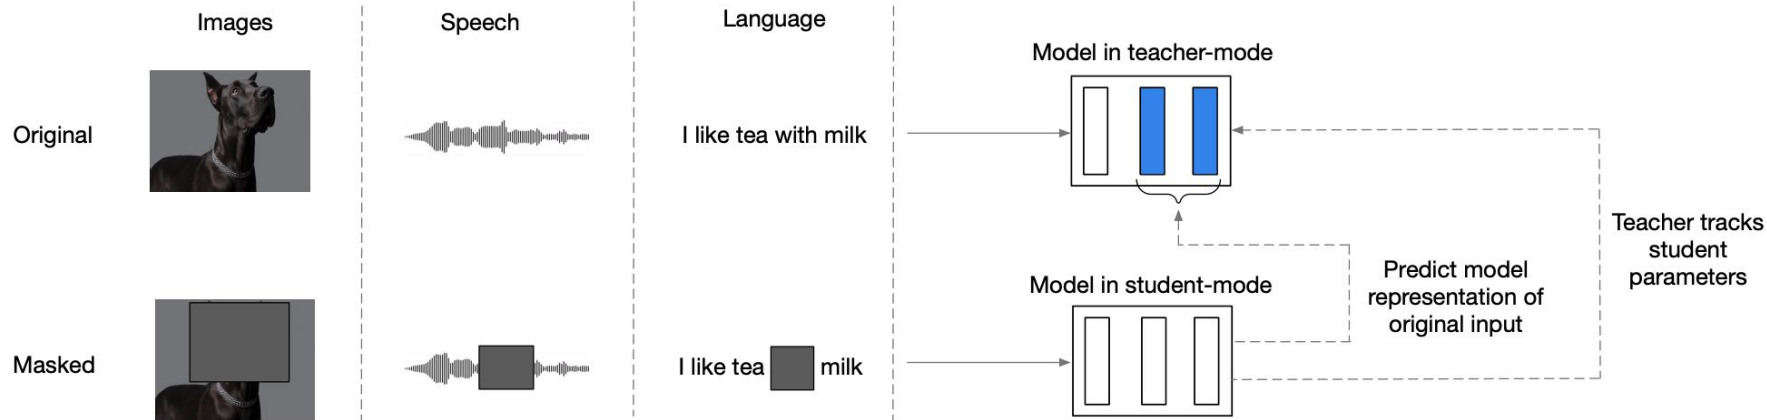 Images
Speech
Language
Model in teacher-mode
Original
I like tea with milk
Teacher tracks
student
parameters
Predict model
representation of
original input
Model in student-mode
Masked
I like tea
milk